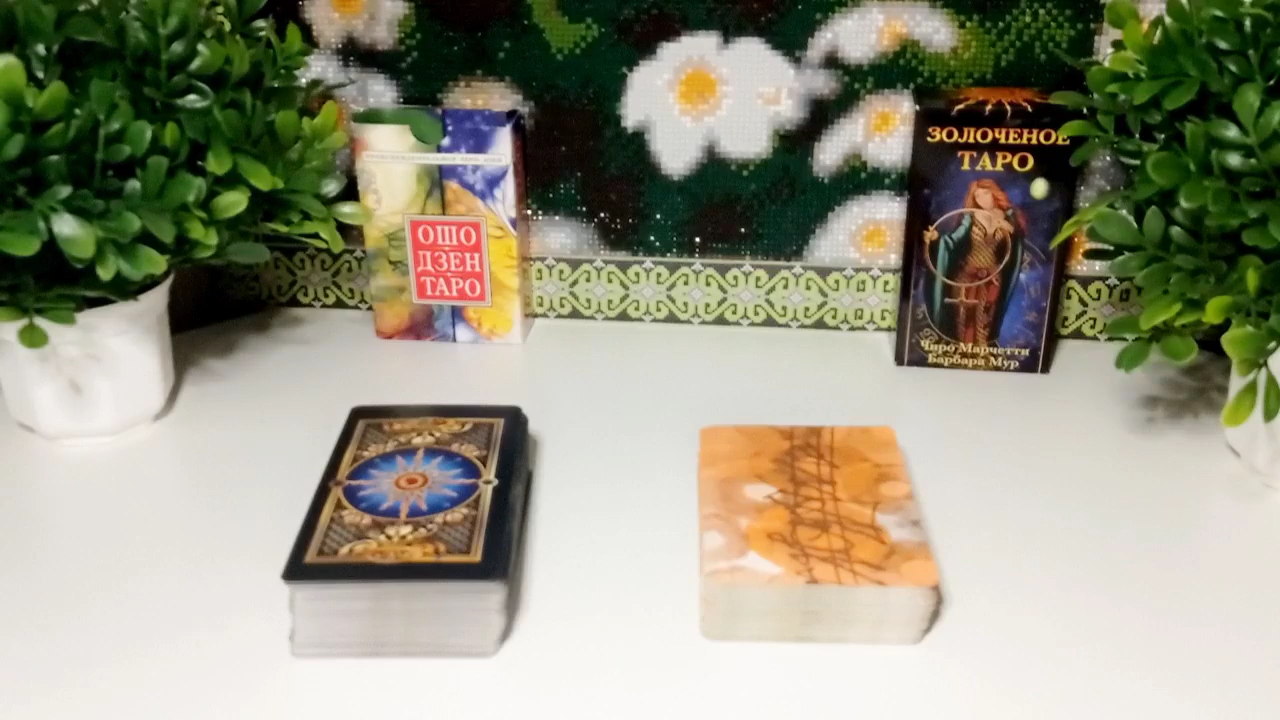 ОШО
ДЗЕН
ТАРО
ЗОЛОЧЕНОЕ
ТАРО
Чиро Марчетти
Барбара Мур